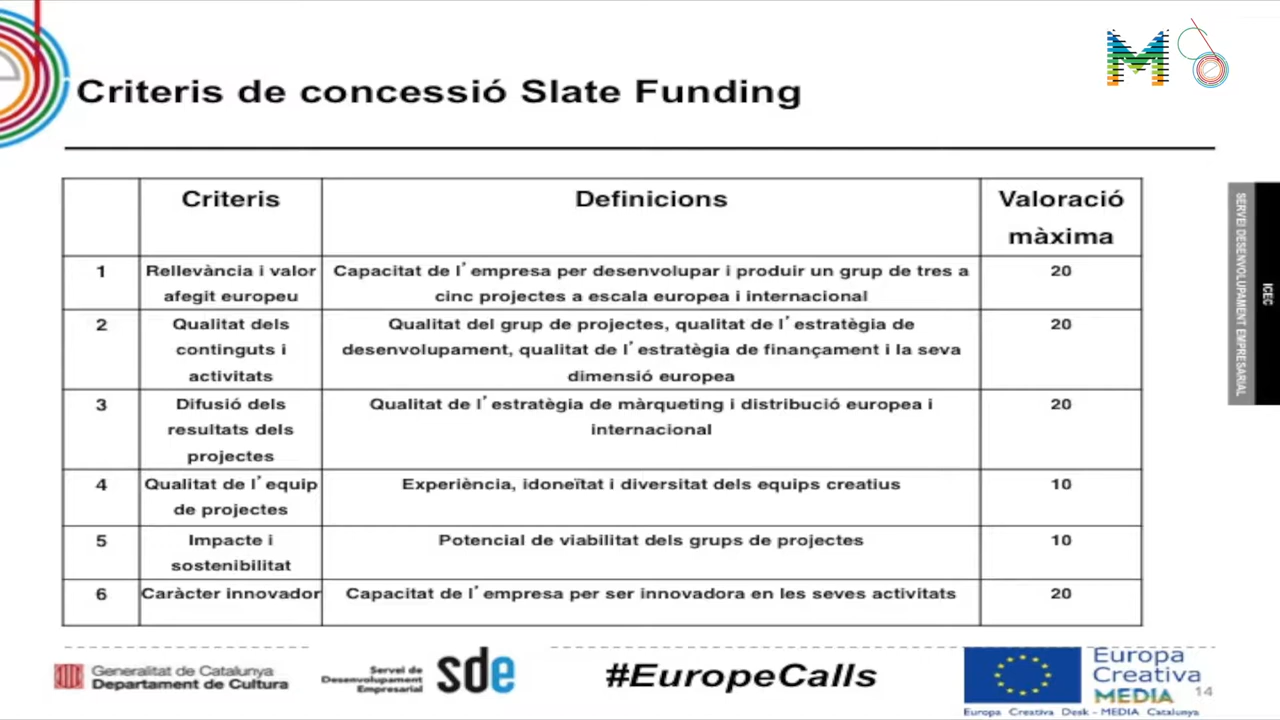 M
Criteris de concessió Slate Funding
Criteris
Definicions
Valoració
màxima
1
Rellevància i valor
afegit europeu
Capacitat de l´empresa per desenvolupar i produir un grup de tres a
cinc projectes a escala europea i internacional
20
2
Qualitat dels
continguts i
activitats
Qualitat del grup de projectes, qualitat de l´estratègia de
desenvolupament, qualitat de l´estratègia de finançament i la seva
dimensió europea
20
3
Difusió dels
resultats dels
projectes
Qualitat de l´estratègia de màrqueting i distribució europea i
internacional
20
4
Qualitat de l´equip
de projectes
Experiència, idoneïtat i diversitat dels equips creatius
10
5
Impacte i
sostenibilitat
Potencial de viabilitat dels grups de projectes
10
6
Caràcter innovador
Capacitat de l´empresa per ser innovadora en les seves activitats
20
SERVEI DESENVOLUPAMENT EMPRESARIAL
ICEC
Generalitat de Catalunya
Departament de Cultura
Servei de
Desenvolupament
Empresarial
sde
#EuropeCalls
Europa
Creativa
MEDIA
14
Europa Creativa Desk - MEDIA Catalunya